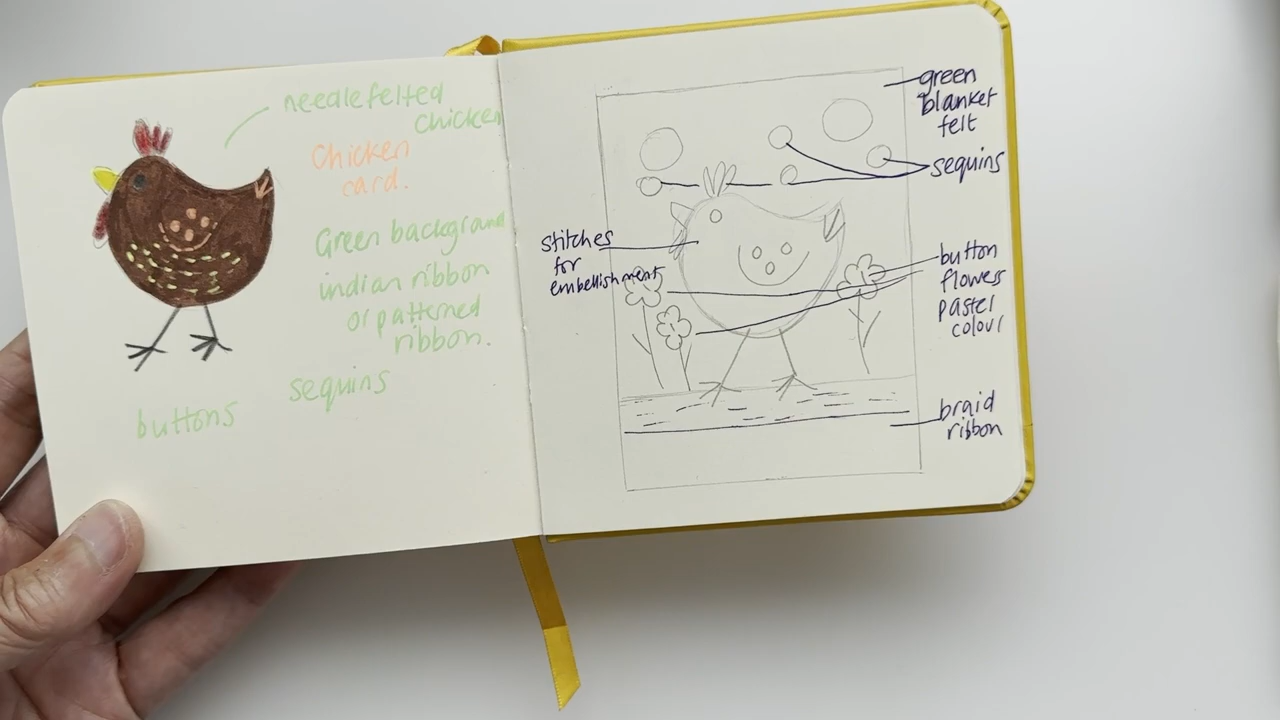 needlefelted
chicken
Chicken
card.
Green background
indian ribbon
or patterned
ribbon.
sequins
buttons
green
blanket
felt
sequins
stitches
for
embellishment
button
flowers
pastel
colour
braid
ribbon